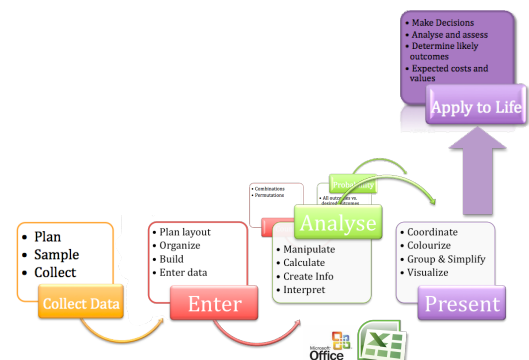 • Make Decisions
• Analyse and assess
• Determine likely
outcomes
• Expected costs and
values
Apply to Life
• Combinations
• Permutations
Probability
• All outcomes vs.
desired outcomes
Analyse
• Manipulate
• Calculate
• Create Info
• Interpret
• Plan
• Sample
• Collect
Collect Data
• Plan layout
• Organize
• Build
• Enter data
Enter
• Coordinate
• Colourize
• Group & Simplify
• Visualize
Present
Microsoft
Office